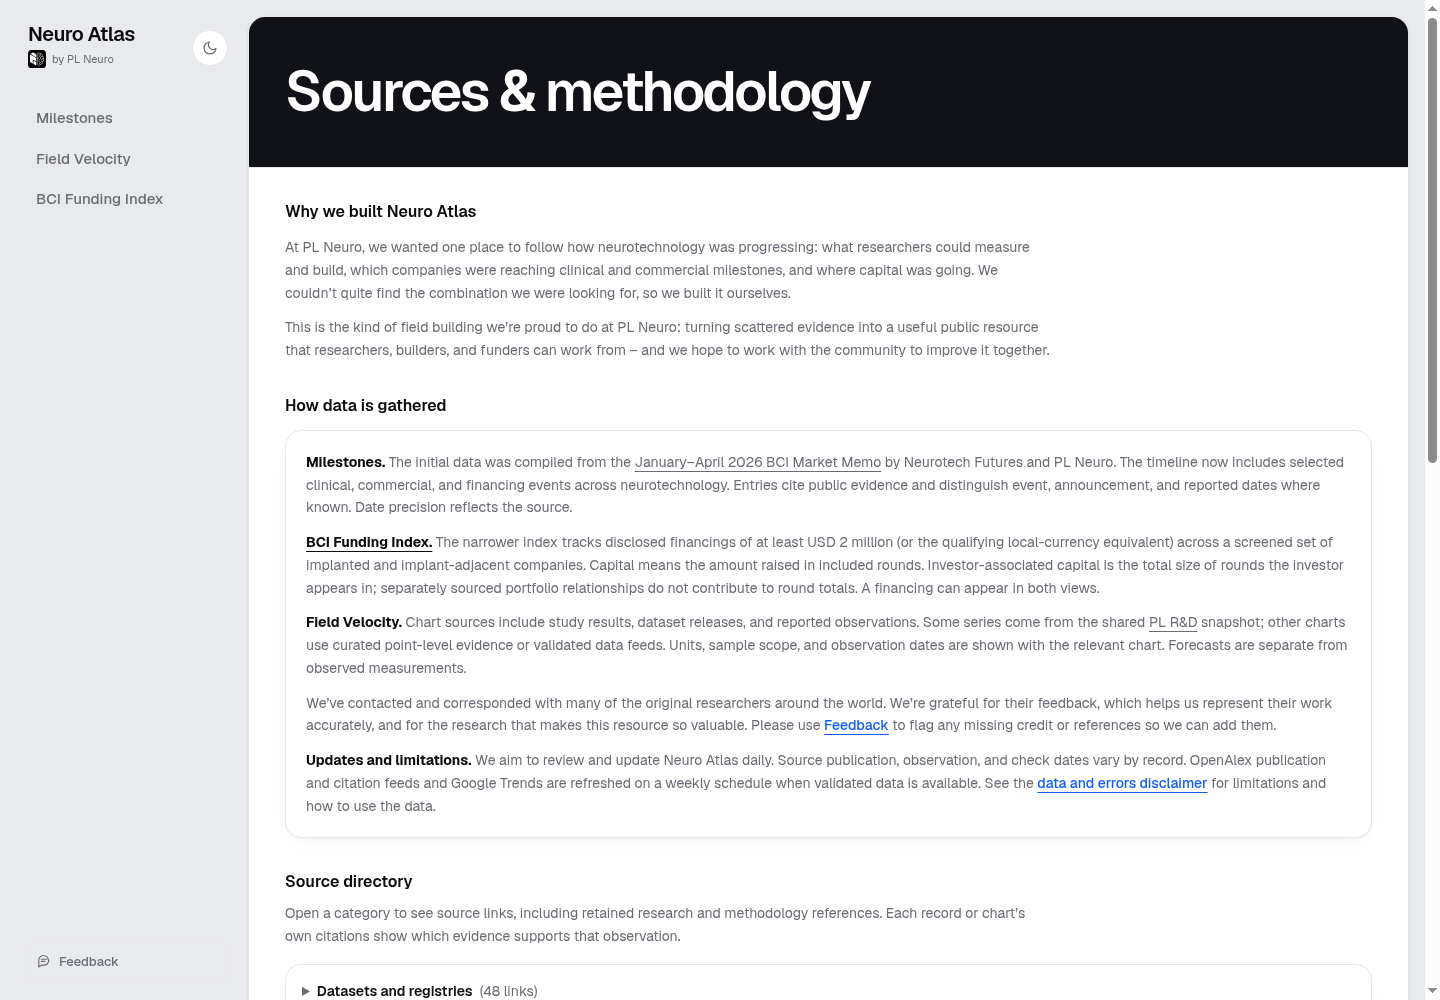 Neuro Atlas
by PL Neuro
Milestones
Field Velocity
BCI Funding Index
Feedback
Sources & methodology
Why we built Neuro Atlas
At PL Neuro, we wanted one place to follow how neurotechnology was progressing: what researchers could measure
and build, which companies were reaching clinical and commercial milestones, and where capital was going. We
couldn’t quite find the combination we were looking for, so we built it ourselves.
This is the kind of field building we’re proud to do at PL Neuro: turning scattered evidence into a useful public resource
that researchers, builders, and funders can work from – and we hope to work with the community to improve it together.
How data is gathered
Milestones. The initial data was compiled from the January–April 2026 BCI Market Memo by Neurotech Futures and PL Neuro. The timeline now includes selected
clinical, commercial, and financing events across neurotechnology. Entries cite public evidence and distinguish event, announcement, and reported dates where
known. Date precision reflects the source.
BCI Funding Index. The narrower index tracks disclosed financings of at least USD 2 million (or the qualifying local-currency equivalent) across a screened set of
implanted and implant-adjacent companies. Capital means the amount raised in included rounds. Investor-associated capital is the total size of rounds the investor
appears in; separately sourced portfolio relationships do not contribute to round totals. A financing can appear in both views.
Field Velocity. Chart sources include study results, dataset releases, and reported observations. Some series come from the shared PL R&D snapshot; other charts
use curated point-level evidence or validated data feeds. Units, sample scope, and observation dates are shown with the relevant chart. Forecasts are separate from
observed measurements.
We’ve contacted and corresponded with many of the original researchers around the world. We’re grateful for their feedback, which helps us represent their work
accurately, and for the research that makes this resource so valuable. Please use Feedback to flag any missing credit or references so we can add them.
Updates and limitations. We aim to review and update Neuro Atlas daily. Source publication, observation, and check dates vary by record. OpenAlex publication
and citation feeds and Google Trends are refreshed on a weekly schedule when validated data is available. See the data and errors disclaimer for limitations and
how to use the data.
Source directory
Open a category to see source links, including retained research and methodology references. Each record or chart’s
own citations show which evidence supports that observation.
Datasets and registries (48 links)